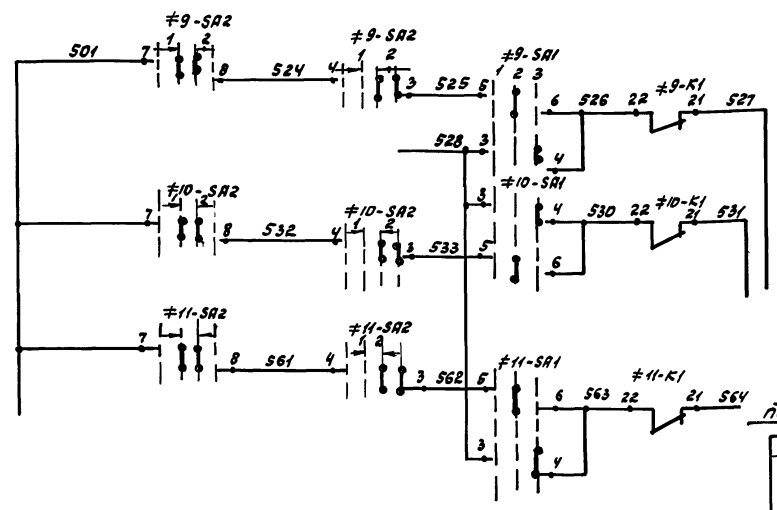 ≠9-SA2
501 7 1 2 8 524
≠9-SA2
4 1 2 3 525 5
≠9-SA1
1 2 3
6 526 22 21 527
≠9-K1
528 3 4
≠10-SA2
7 1 2 8 532
≠10-SA2
4 1 2 3 533 5
≠10-SA1
3 4 530 22 21 531
≠10-K1
6
≠11-SA2
7 8 561
≠11-SA2
4 1 2 3 562 5
≠11-SA1
6 563 22 21 564
≠11-K1
3 4